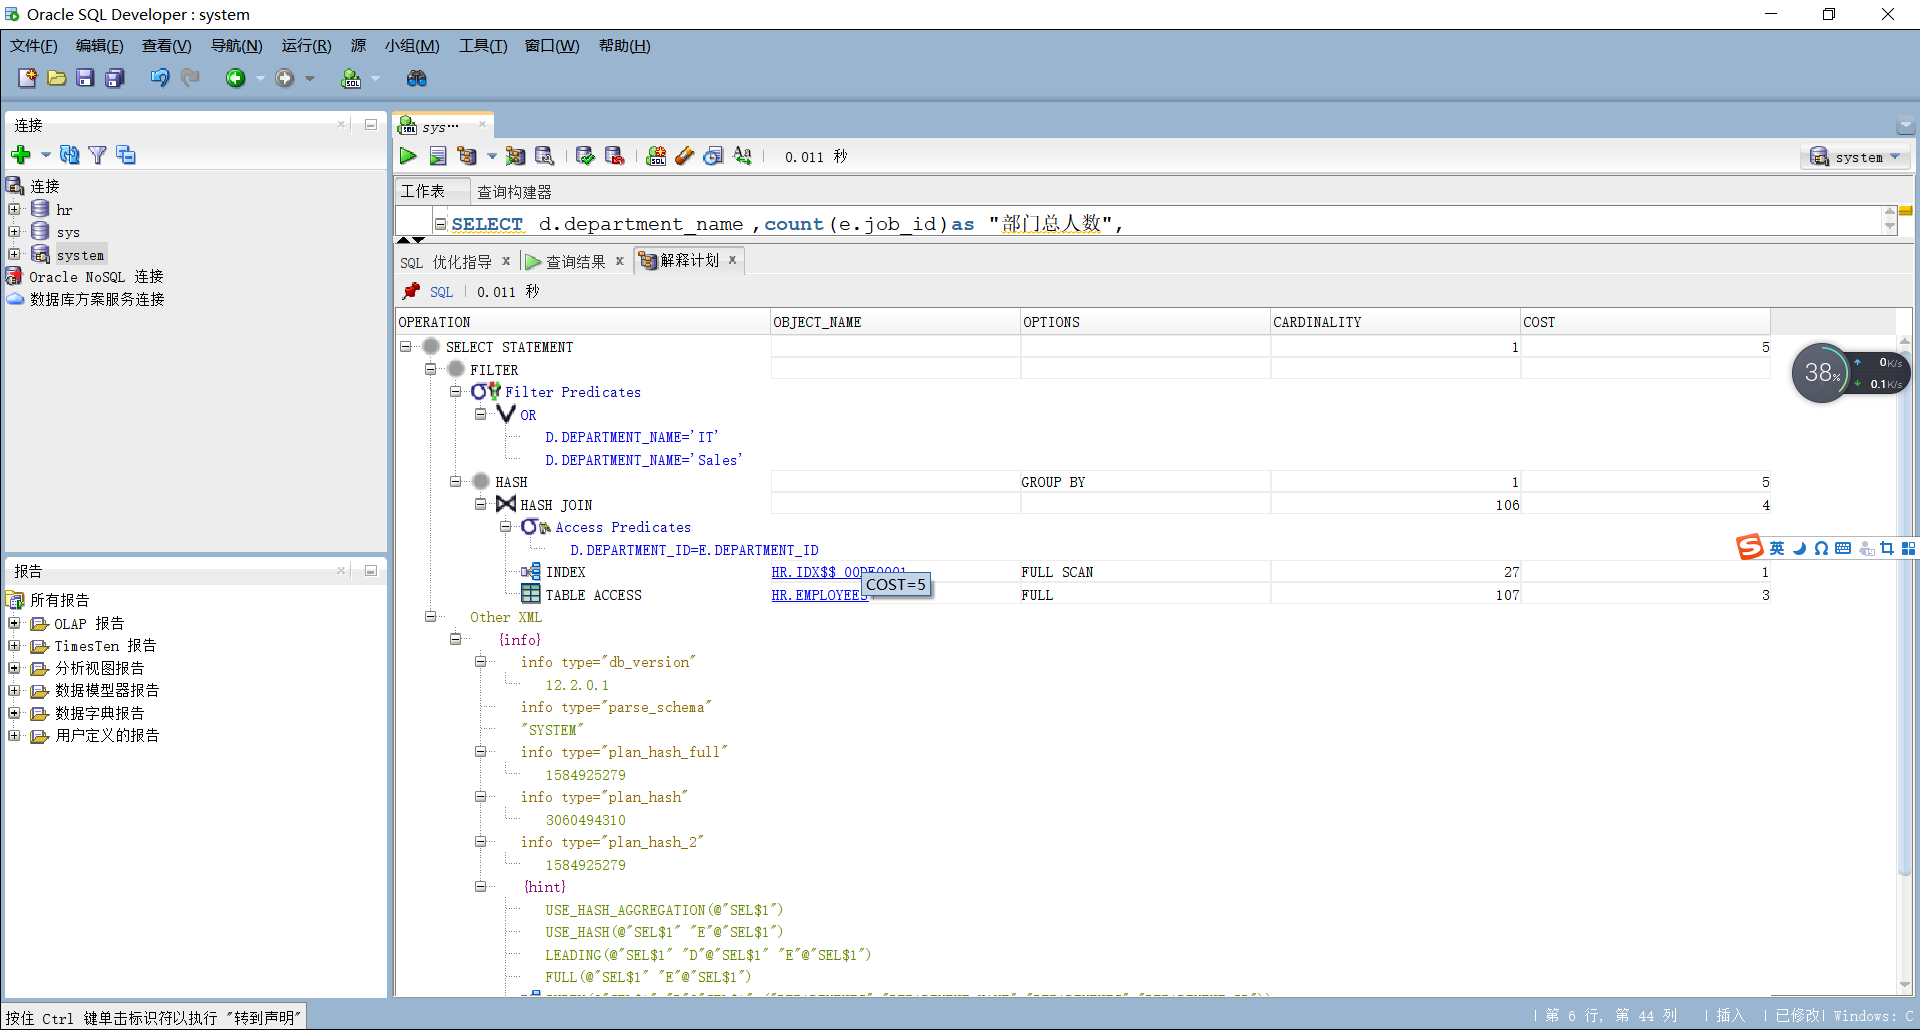 Oracle SQL Developer : system
文件(F) 编辑(E) 查看(V) 导航(N) 运行(R) 源 小组(M) 工具(T) 窗口(W) 帮助(H)
连接
sys…
0.011 秒
system
连接
hr
sys
system
Oracle NoSQL 连接
数据库方案服务连接
工作表 查询构建器
SELECT d.department_name ,count(e.job_id)as "部门总人数",
SQL 优化指导 查询结果 解释计划
SQL 0.011 秒
OPERATION OBJECT_NAME OPTIONS CARDINALITY COST
SELECT STATEMENT 1 5
FILTER
Filter Predicates
OR
D.DEPARTMENT_NAME='IT'
D.DEPARTMENT_NAME='Sales'
HASH GROUP BY 1 5
HASH JOIN 106 4
Access Predicates
D.DEPARTMENT_ID=E.DEPARTMENT_ID
INDEX FULL SCAN 27 1
TABLE ACCESS HR.EMPLOYEES FULL 107 3
COST=5
Other XML
{info}
info type="db_version"
12.2.0.1
info type="parse_schema"
"SYSTEM"
info type="plan_hash_full"
1584925279
info type="plan_hash"
3060494310
info type="plan_hash_2"
1584925279
{hint}
USE_HASH_AGGREGATION(@"SEL$1")
USE_HASH(@"SEL$1" "E"@"SEL$1")
LEADING(@"SEL$1" "D"@"SEL$1" "E"@"SEL$1")
FULL(@"SEL$1" "E"@"SEL$1")
38%
0K/s
0.1K/s
英
报告
所有报告
OLAP 报告
TimesTen 报告
分析视图报告
数据模型器报告
数据字典报告
用户定义的报告
按住 Ctrl 键单击标识符以执行 "转到声明"
第 6 行, 第 44 列 插入 已修改 Windows: C